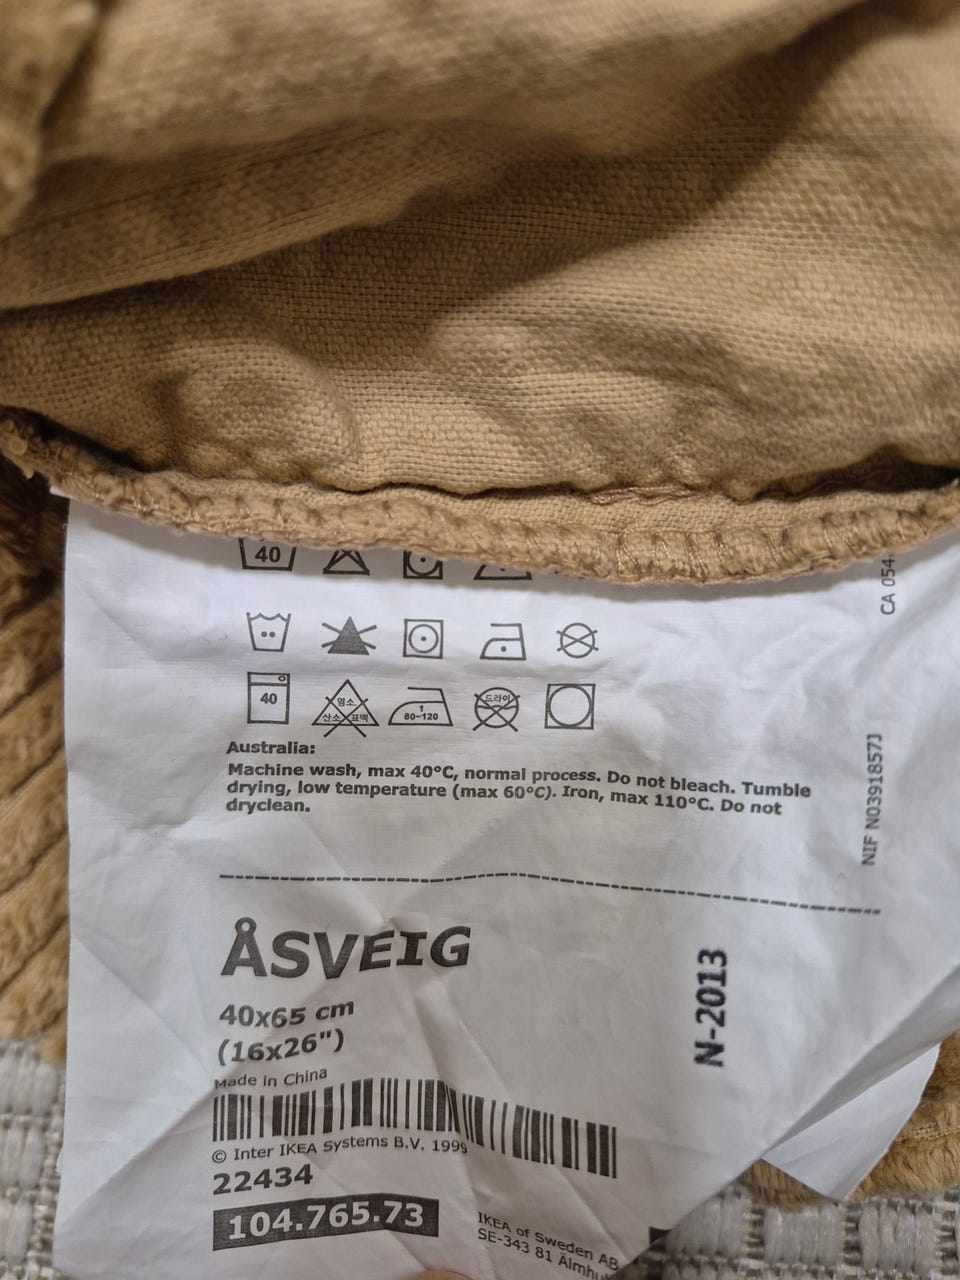 40
40
염소,
산소 표백
1
80-120
드라이
Australia:
Machine wash, max 40°C, normal process. Do not bleach. Tumble
drying, low temperature (max 60°C). Iron, max 110°C. Do not
dryclean.
ÅSVEIG
40x65 cm
(16x26")
Made in China
© Inter IKEA Systems B.V. 1999
22434
104.765.73
IKEA of Sweden AB
SE-343 81
N-2013
NIF N0391857J
CA